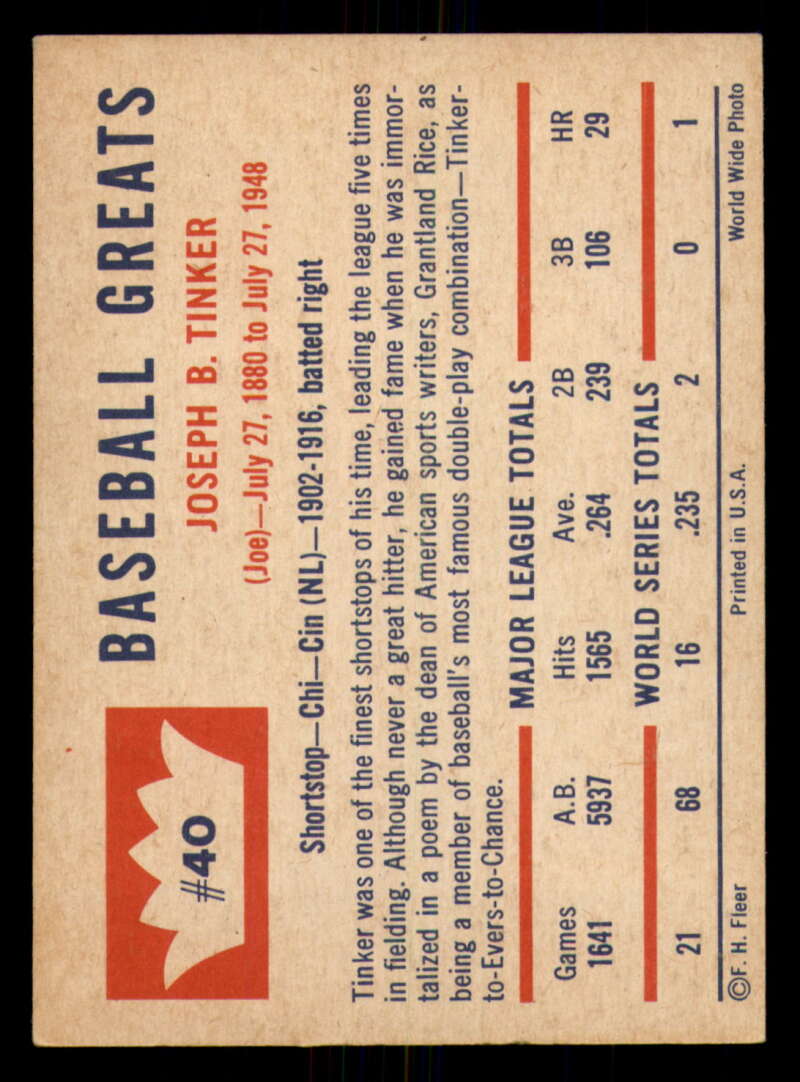 #40
BASEBALL GREATS
JOSEPH B. TINKER
(Joe)—July 27, 1880 to July 27, 1948
Shortstop—Chi—Cin (NL)—1902-1916, batted right
Tinker was one of the finest shortstops of his time, leading the league five times
in fielding. Although never a great hitter, he gained fame when he was immor-
talized in a poem by the dean of American sports writers, Grantland Rice, as
being a member of baseball's most famous double-play combination—Tinker-
to-Evers-to-Chance.
MAJOR LEAGUE TOTALS
Games A.B. Hits Ave. 2B 3B HR
1641 5937 1565 .264 239 106 29
WORLD SERIES TOTALS
21 68 16 .235 2 0 1
©F. H. Fleer Printed in U.S.A. World Wide Photo